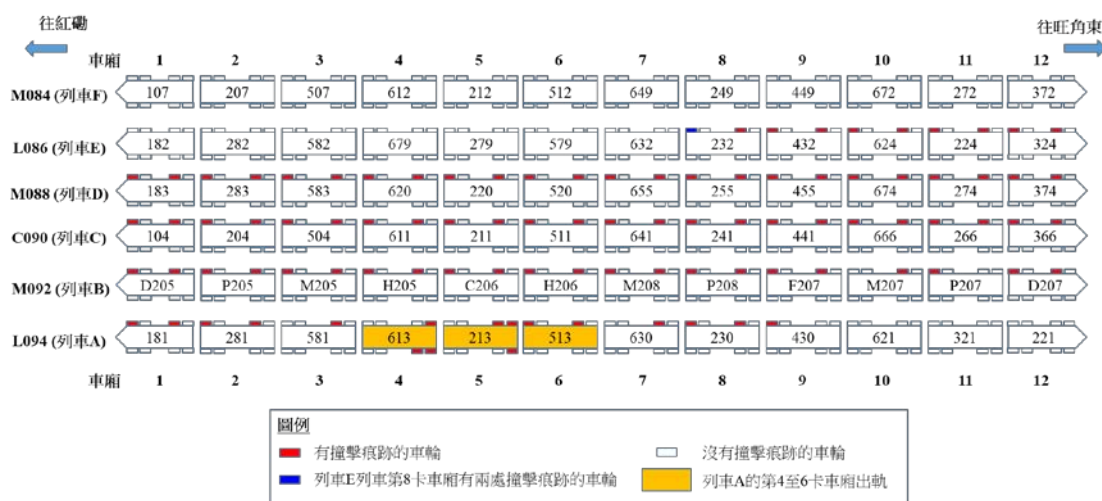 往紅磡
往旺角東
車廂 1 2 3 4 5 6 7 8 9 10 11 12
M084 (列車F) 107 207 507 612 212 512 649 249 449 672 272 372
L086 (列車E) 182 282 582 679 279 579 632 232 432 624 224 324
M088 (列車D) 183 283 583 620 220 520 655 255 455 674 274 374
C090 (列車C) 104 204 504 611 211 511 641 241 441 666 266 366
M092 (列車B) D205 P205 M205 H205 C206 H206 M208 P208 F207 M207 P207 D207
L094 (列車A) 181 281 581 613 213 513 630 230 430 621 321 221
車廂 1 2 3 4 5 6 7 8 9 10 11 12
圖例
有撞擊痕跡的車輪
沒有撞擊痕跡的車輪
列車E列車第8卡車廂有兩處撞擊痕跡的車輪
列車A的第4至6卡車廂出軌